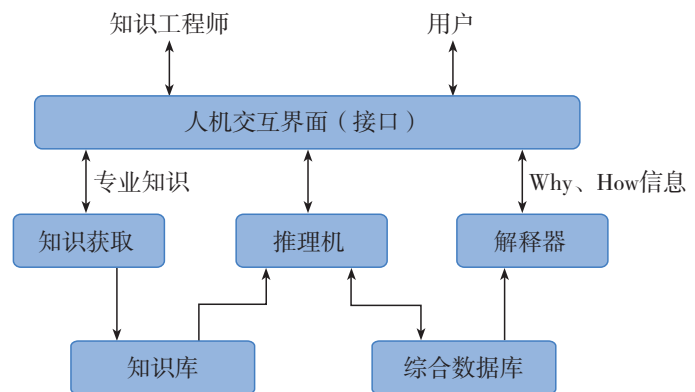 知识工程师
用户
人机交互界面（接口）
专业知识
Why、How信息
知识获取
推理机
解释器
知识库
综合数据库